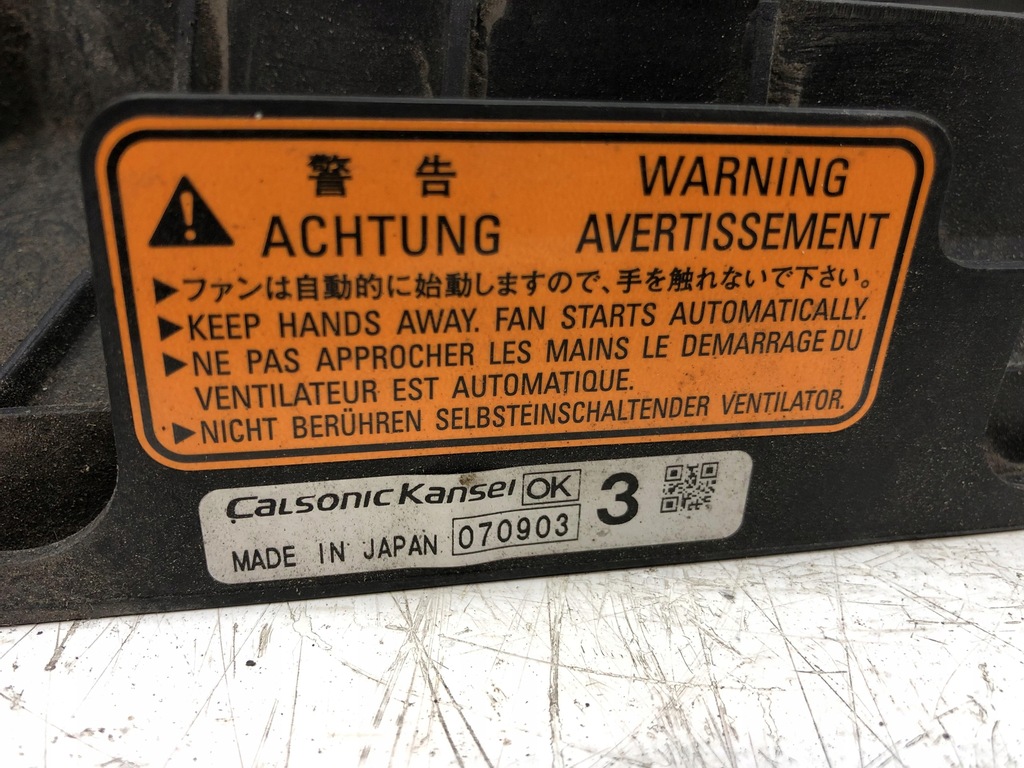 警告 WARNING
ACHTUNG AVERTISSEMENT
▶ファンは自動的に始動しますので、手を触れないで下さい。
▶KEEP HANDS AWAY. FAN STARTS AUTOMATICALLY.
▶NE PAS APPROCHER LES MAINS LE DEMARRAGE DU
VENTILATEUR EST AUTOMATIQUE.
▶NICHT BERÜHREN SELBSTEINSCHALTENDER VENTILATOR.
Calsonic Kansei OK 3
MADE IN JAPAN 070903